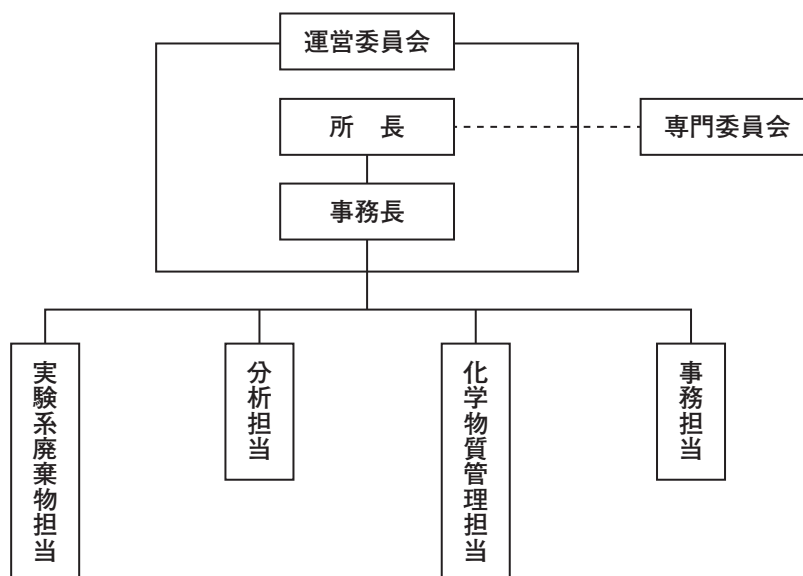 運営委員会
所　長
専門委員会
事務長
実験系廃棄物担当
分析担当
化学物質管理担当
事務担当